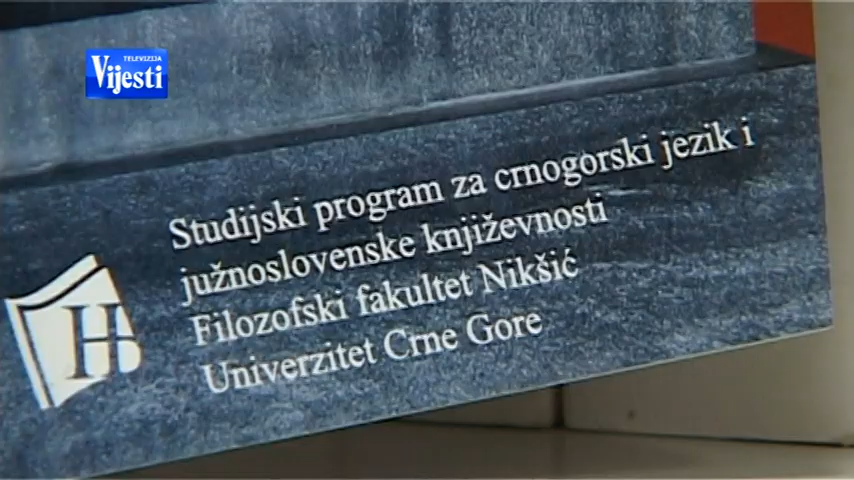 TELEVIZIJA
Vijesti
Studijski program za crnogorski jezik i
južnoslovenske književnosti
Filozofski fakultet Nikšić
Univerzitet Crne Gore